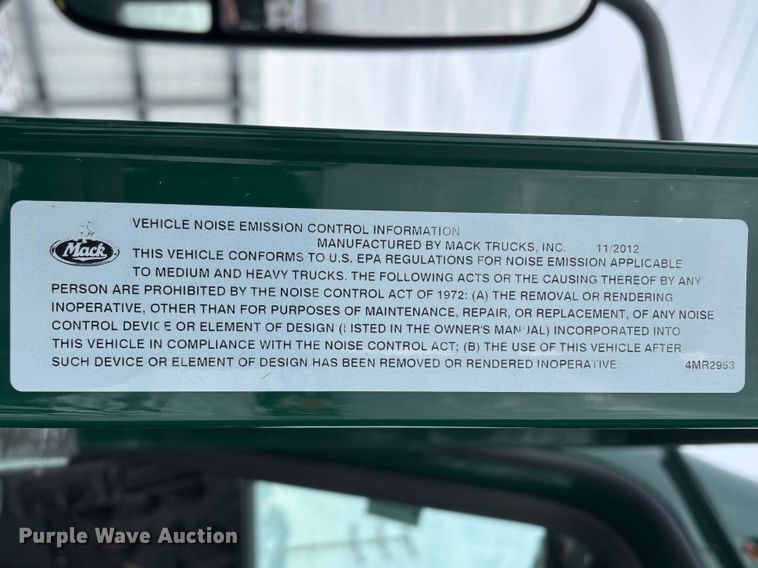 VEHICLE NOISE EMISSION CONTROL INFORMATION
MANUFACTURED BY MACK TRUCKS, INC. 11/2012
Mack
THIS VEHICLE CONFORMS TO U.S. EPA REGULATIONS FOR NOISE EMISSION APPLICABLE
TO MEDIUM AND HEAVY TRUCKS. THE FOLLOWING ACTS OR THE CAUSING THEREOF BY ANY
PERSON ARE PROHIBITED BY THE NOISE CONTROL ACT OF 1972: (A) THE REMOVAL OR RENDERING
INOPERATIVE, OTHER THAN FOR PURPOSES OF MAINTENANCE, REPAIR, OR REPLACEMENT, OF ANY NOISE
CONTROL DEVICE OR ELEMENT OF DESIGN (LISTED IN THE OWNER'S MANUAL) INCORPORATED INTO
THIS VEHICLE IN COMPLIANCE WITH THE NOISE CONTROL ACT; (B) THE USE OF THIS VEHICLE AFTER
SUCH DEVICE OR ELEMENT OF DESIGN HAS BEEN REMOVED OR RENDERED INOPERATIVE. 4MR2953
Purple Wave Auction